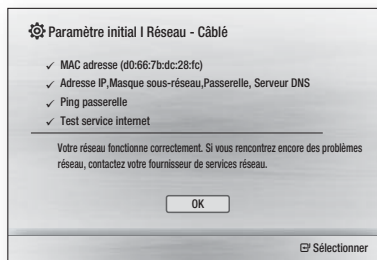 Paramètre initial I Réseau - Câblé
✓ MAC adresse (d0:66:7b:dc:28:fc)
✓ Adresse IP,Masque sous-réseau,Passerelle, Serveur DNS
✓ Ping passerelle
✓ Test service internet
Votre réseau fonctionne correctement. Si vous rencontrez encore des problèmes
réseau, contactez votre fournisseur de services réseau.
OK
Sélectionner